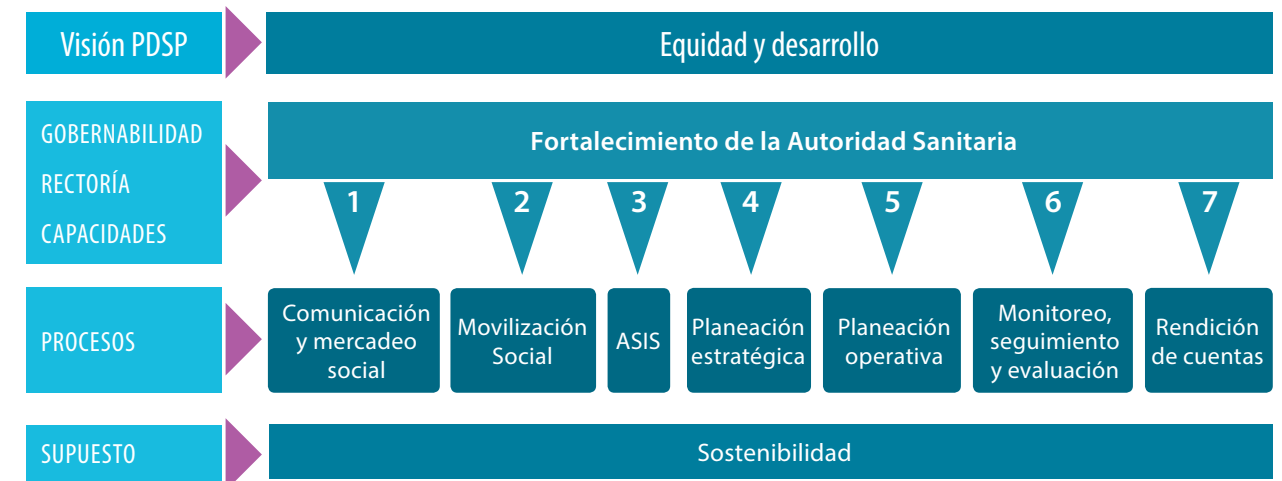 Visión PDSP
Equidad y desarrollo
GOBERNABILIDAD
RECTORÍA
CAPACIDADES
Fortalecimiento de la Autoridad Sanitaria
1 2 3 4 5 6 7
PROCESOS
Comunicación
y mercadeo
social
Movilización
Social
ASIS
Planeación
estratégica
Planeación
operativa
Monitoreo,
seguimiento
y evaluación
Rendición
de cuentas
SUPUESTO
Sostenibilidad